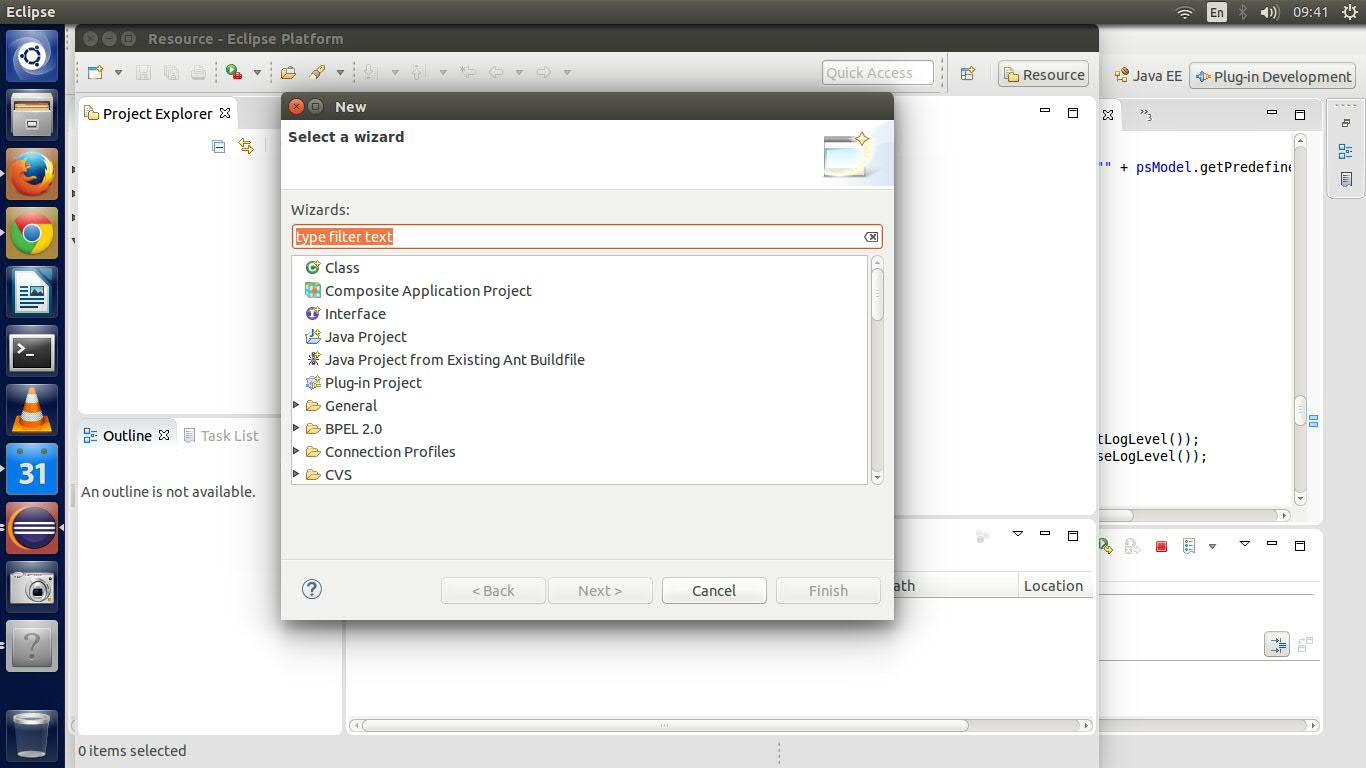 Eclipse
En
09:41
Resource - Eclipse Platform
Quick Access
Resource
Java EE
Plug-in Development
Project Explorer
New
Select a wizard
3
"" + psModel.getPredefine
Wizards:
type filter text
Class
Composite Application Project
Interface
Java Project
Java Project from Existing Ant Buildfile
Plug-in Project
General
BPEL 2.0
Connection Profiles
CVS
Outline
Task List
tLogLevel());
seLogLevel());
31
An outline is not available.
?
< Back
Next >
Cancel
Finish
ath
Location
?
0 items selected